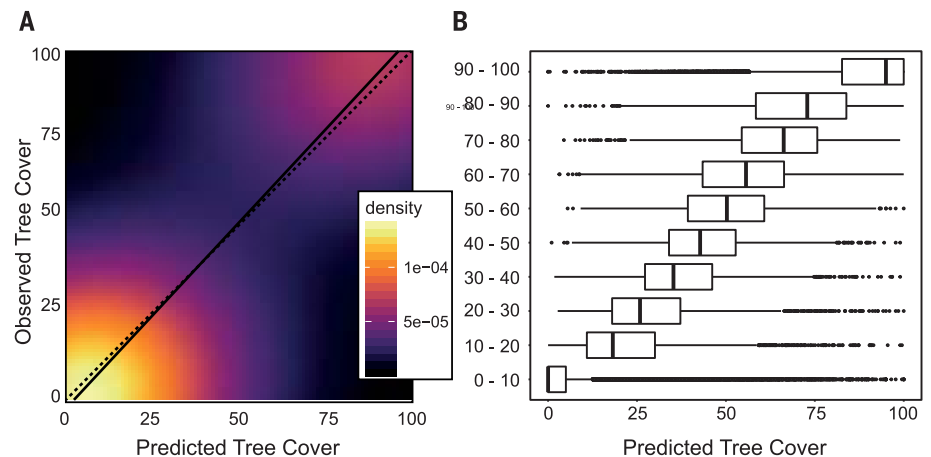 A
Observed Tree Cover
100
75
50
25
0
0 25 50 75 100
Predicted Tree Cover
density
1e−04
5e−05
B
90 - 100
80 - 90
70 - 80
60 - 70
50 - 60
40 - 50
30 - 40
20 - 30
10 - 20
0 - 10
0 25 50 75 100
Predicted Tree Cover